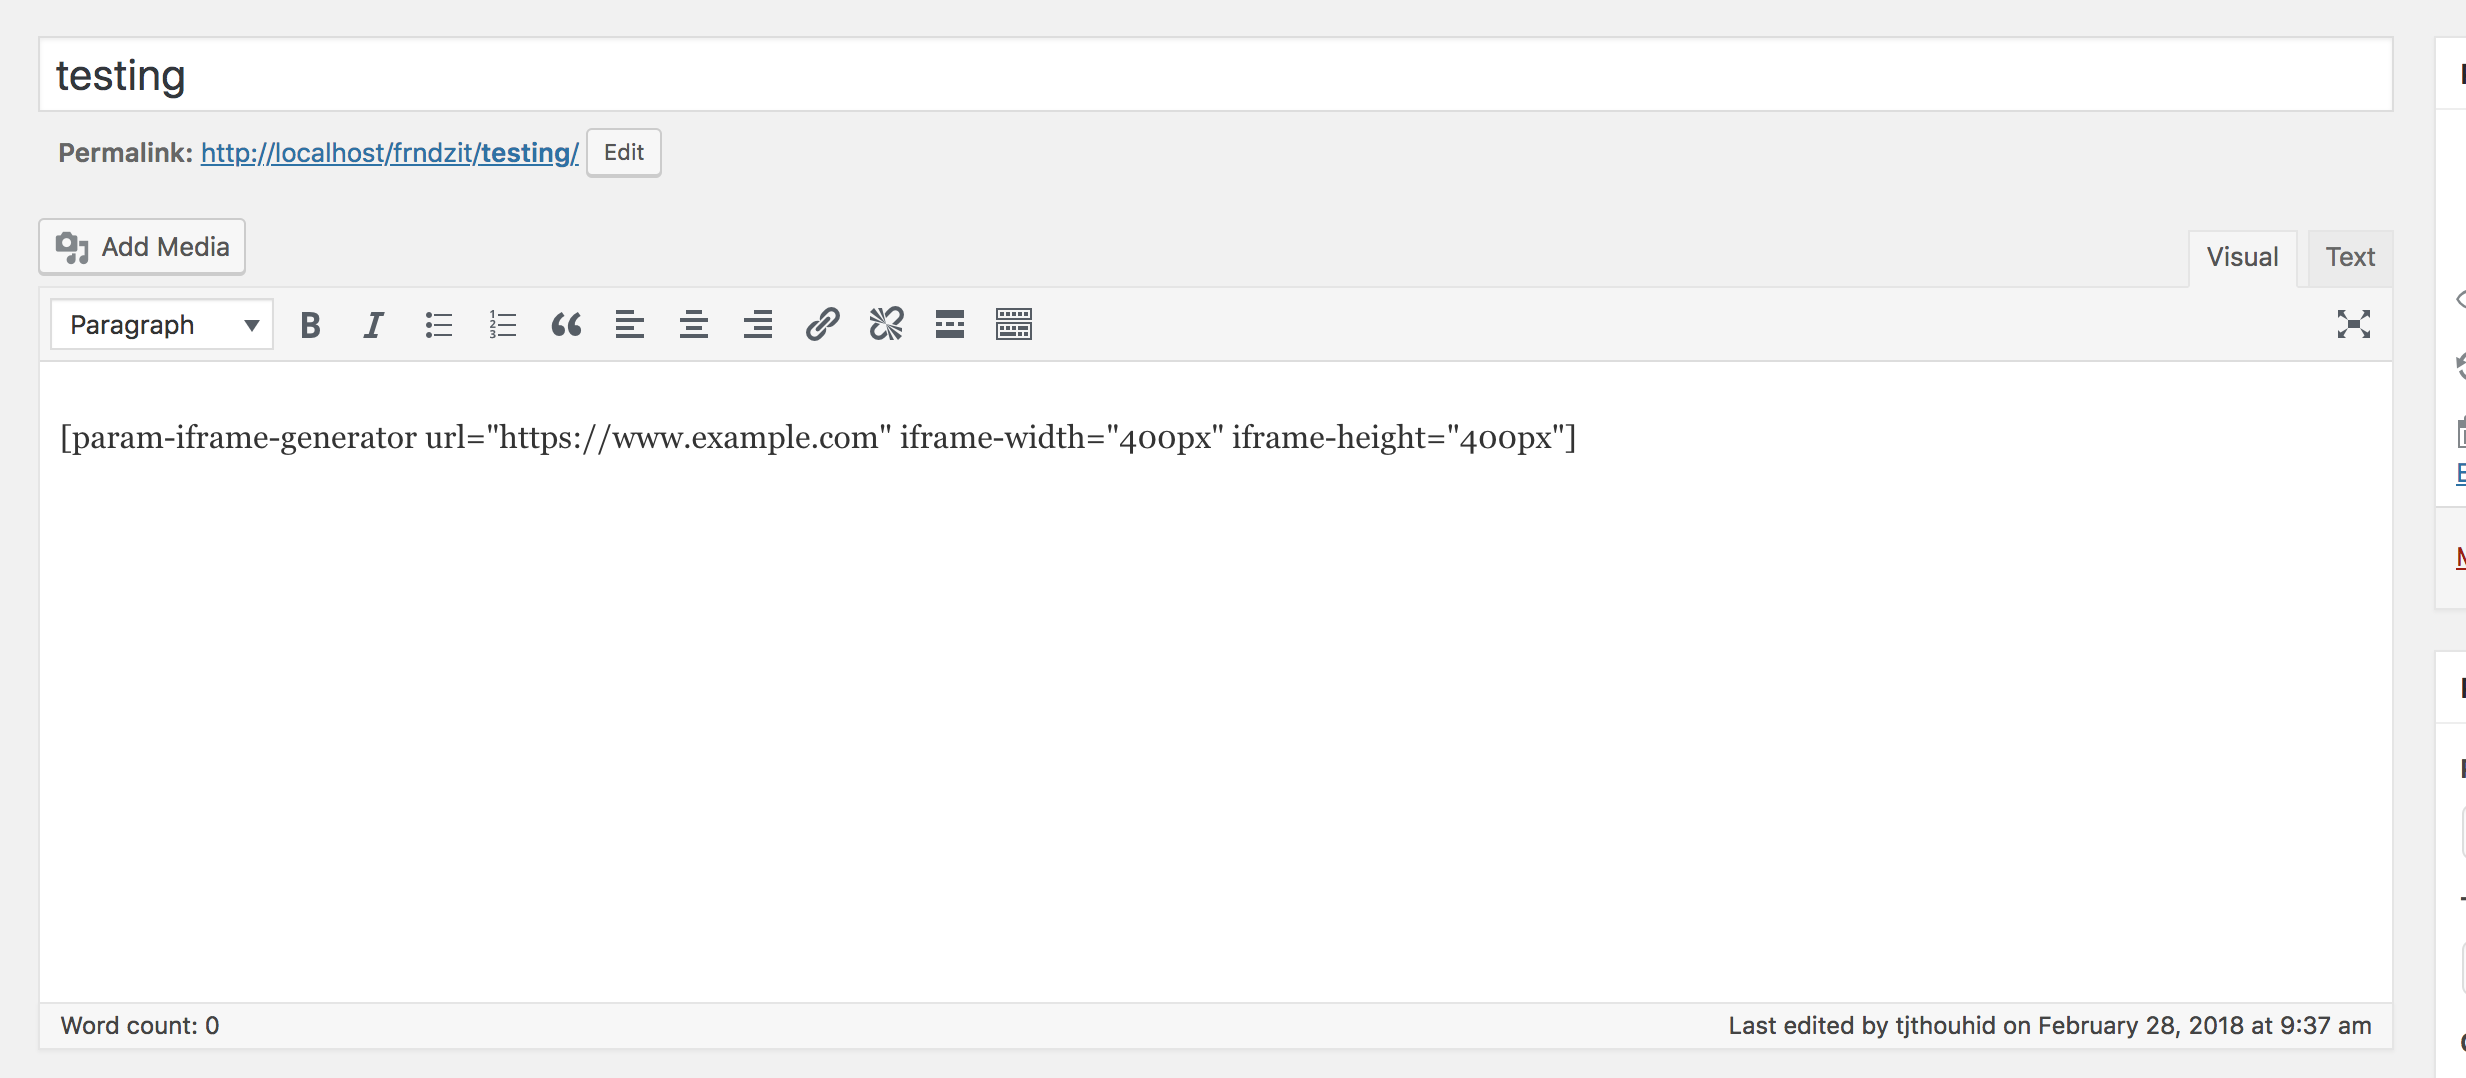 testing
Permalink: http://localhost/frndzit/testing/ Edit
Add Media
Visual Text
Paragraph
[param-iframe-generator url="https://www.example.com" iframe-width="400px" iframe-height="400px"]
Word count: 0
Last edited by tjthouhid on February 28, 2018 at 9:37 am